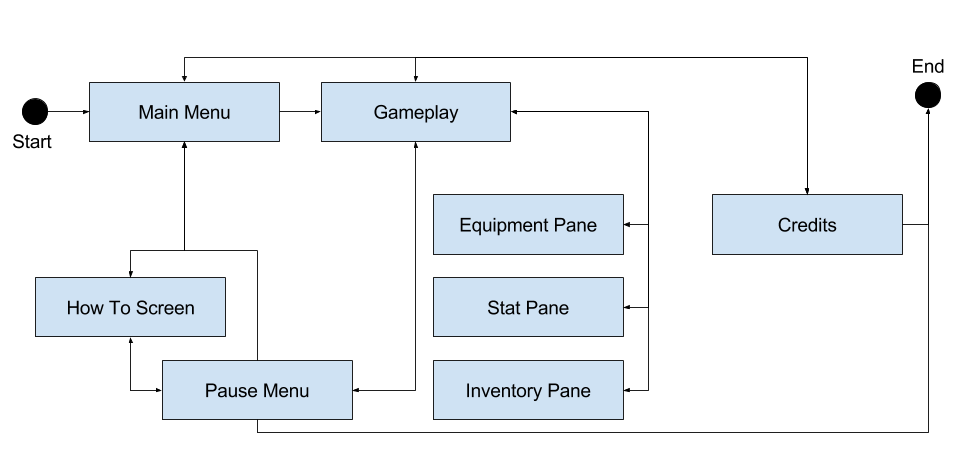 End
Main Menu
Gameplay
Start
Equipment Pane
Credits
How To Screen
Stat Pane
Pause Menu
Inventory Pane